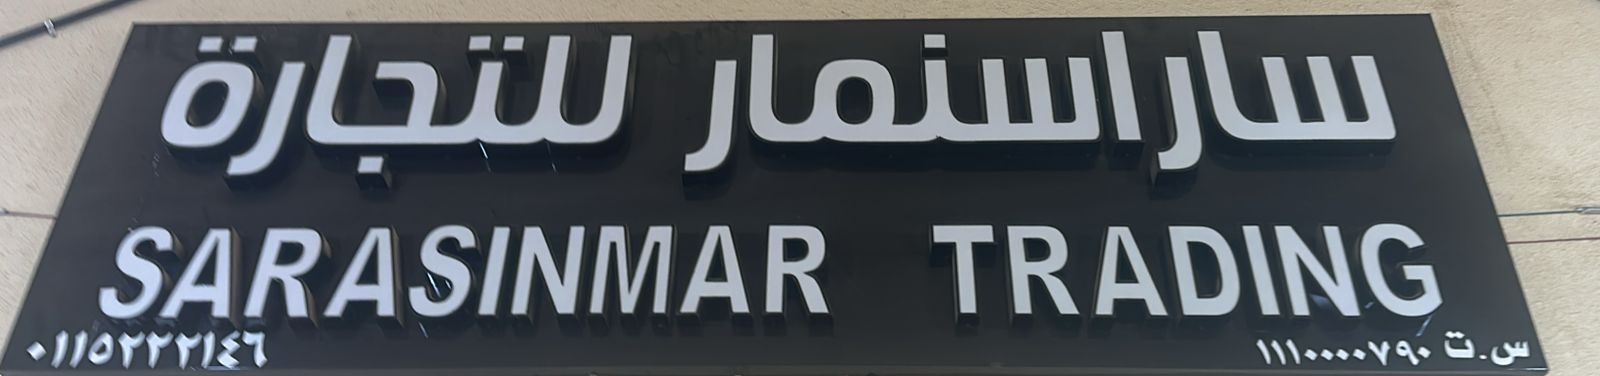 ساراسنمار للتجارة
SARASINMAR TRADING
س.ت ١١١٠٠٠٠٧٩٠
٠١١٥٢٢٢١٤٦